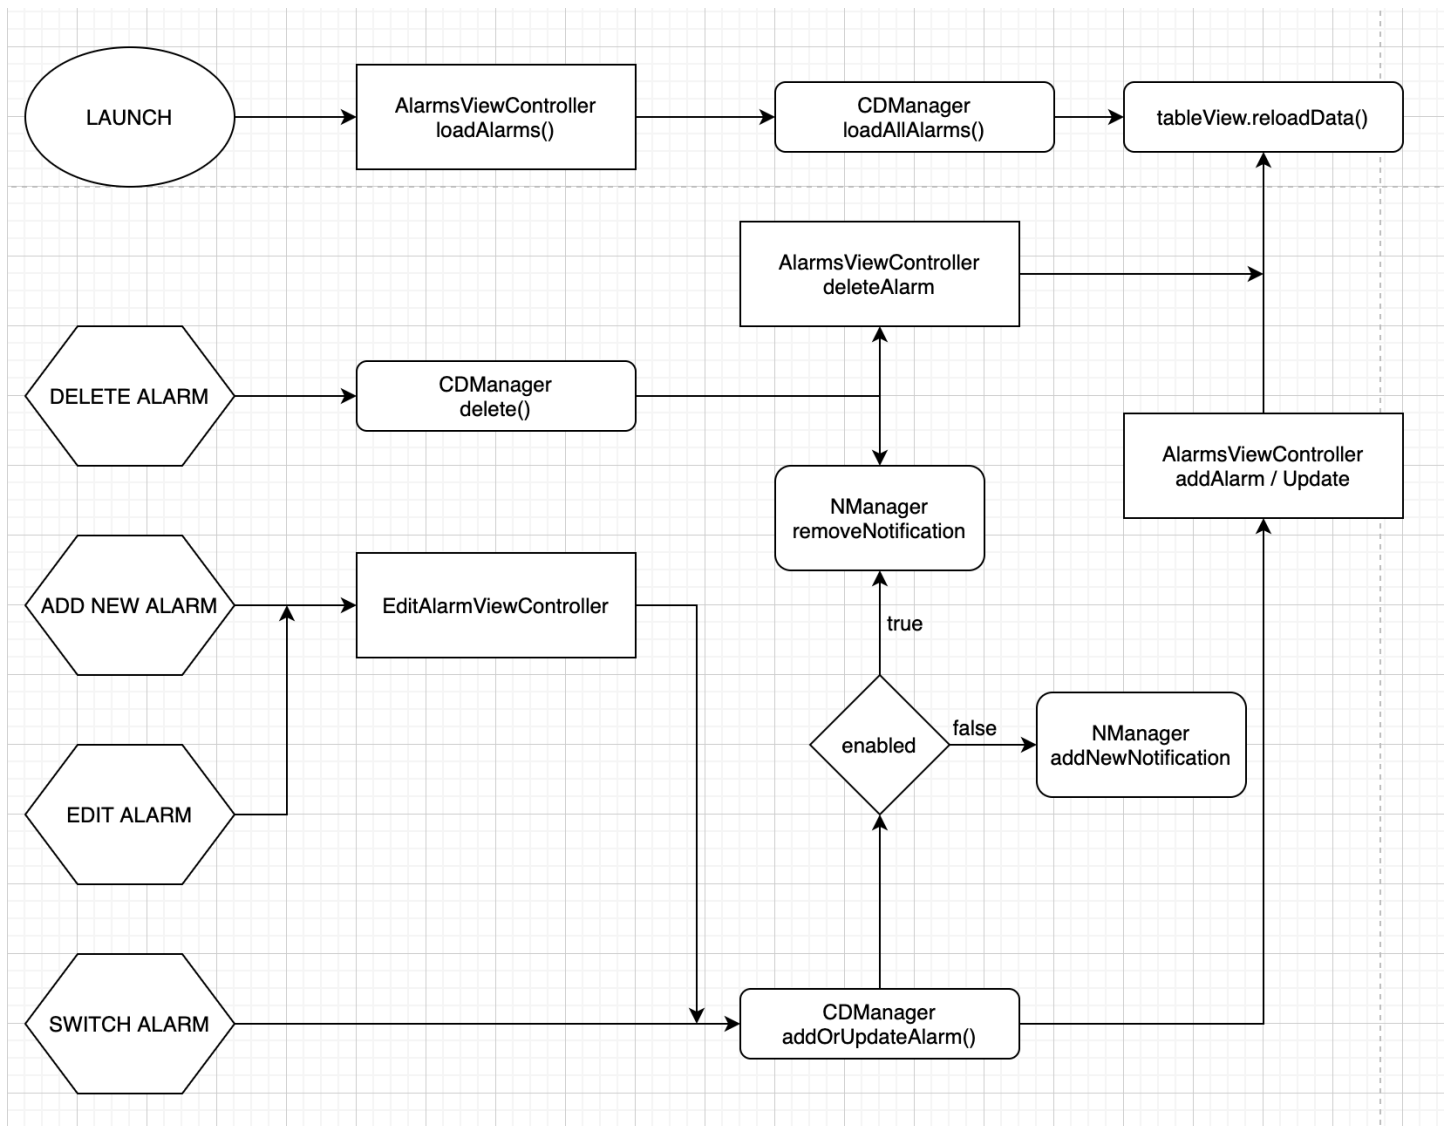 LAUNCH
AlarmsViewController
loadAlarms()
CDManager
loadAllAlarms()
tableView.reloadData()
AlarmsViewController
deleteAlarm
DELETE ALARM
CDManager
delete()
AlarmsViewController
addAlarm / Update
NManager
removeNotification
ADD NEW ALARM
EditAlarmViewController
true
enabled
false
NManager
addNewNotification
EDIT ALARM
SWITCH ALARM
CDManager
addOrUpdateAlarm()